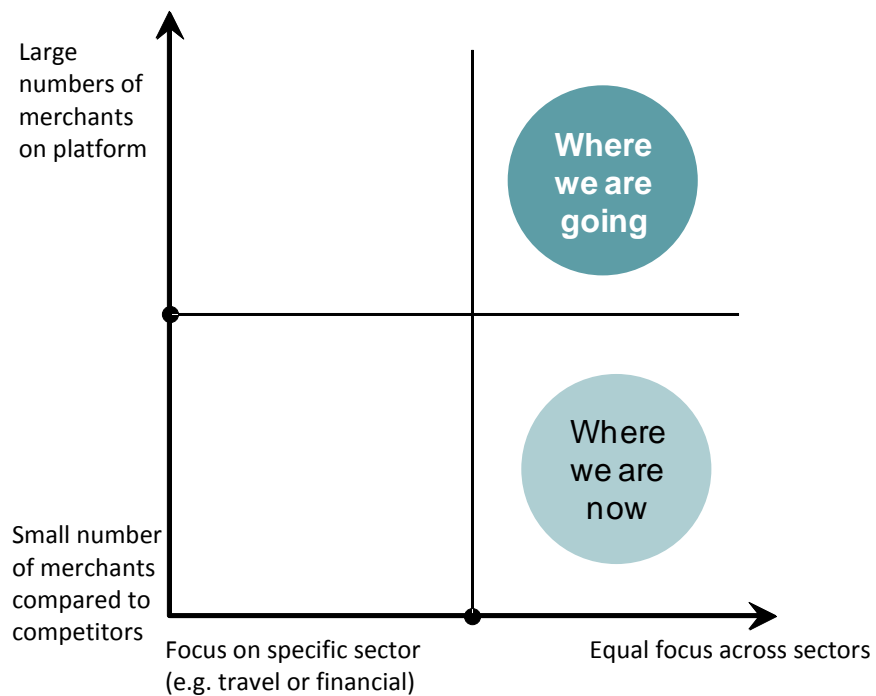 Large
numbers of
merchants
on platform
Where
we are
going
Where
we are
now
Small number
of merchants
compared to
competitors
Focus on specific sector
(e.g. travel or financial)
Equal focus across sectors